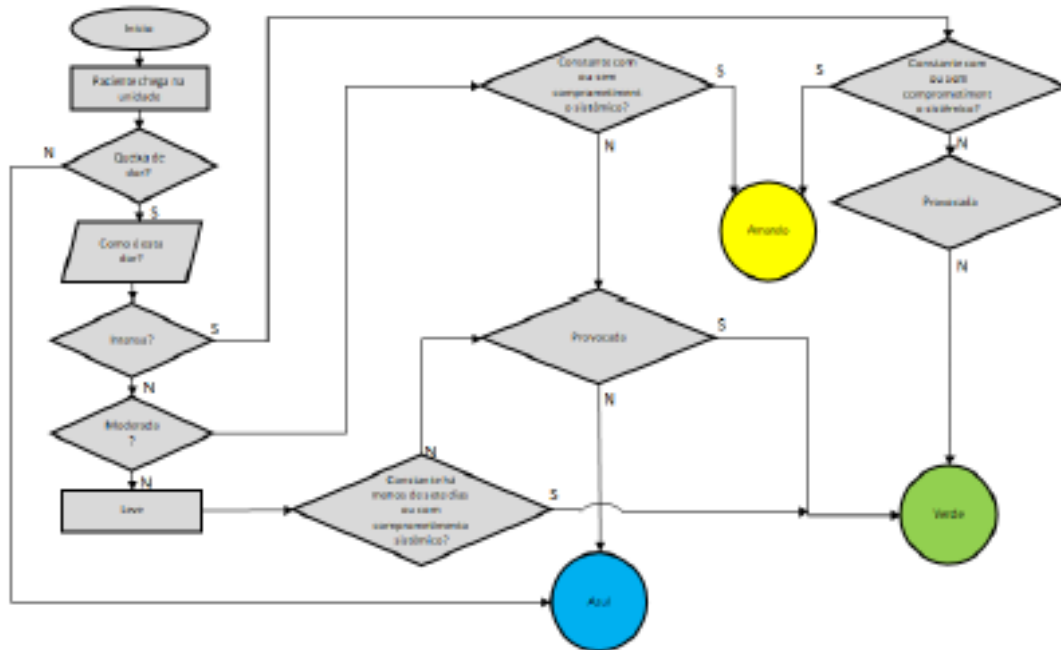 Início
Paciente chega na
unidade
Queixa de
dor?
N
S
Como é esta
dor?
Intensa?
S
N
Moderada
?
N
Leve
Constante há
menos de sete dias
ou com
comprometimento
sistêmico?
N
S
Constante com
ou sem
comprometiment
o sistêmico?
S
N
Provocada
S
N
Azul
Amarelo
Constante com
ou sem
comprometiment
o sistêmico?
S
N
Provocada
N
Verde